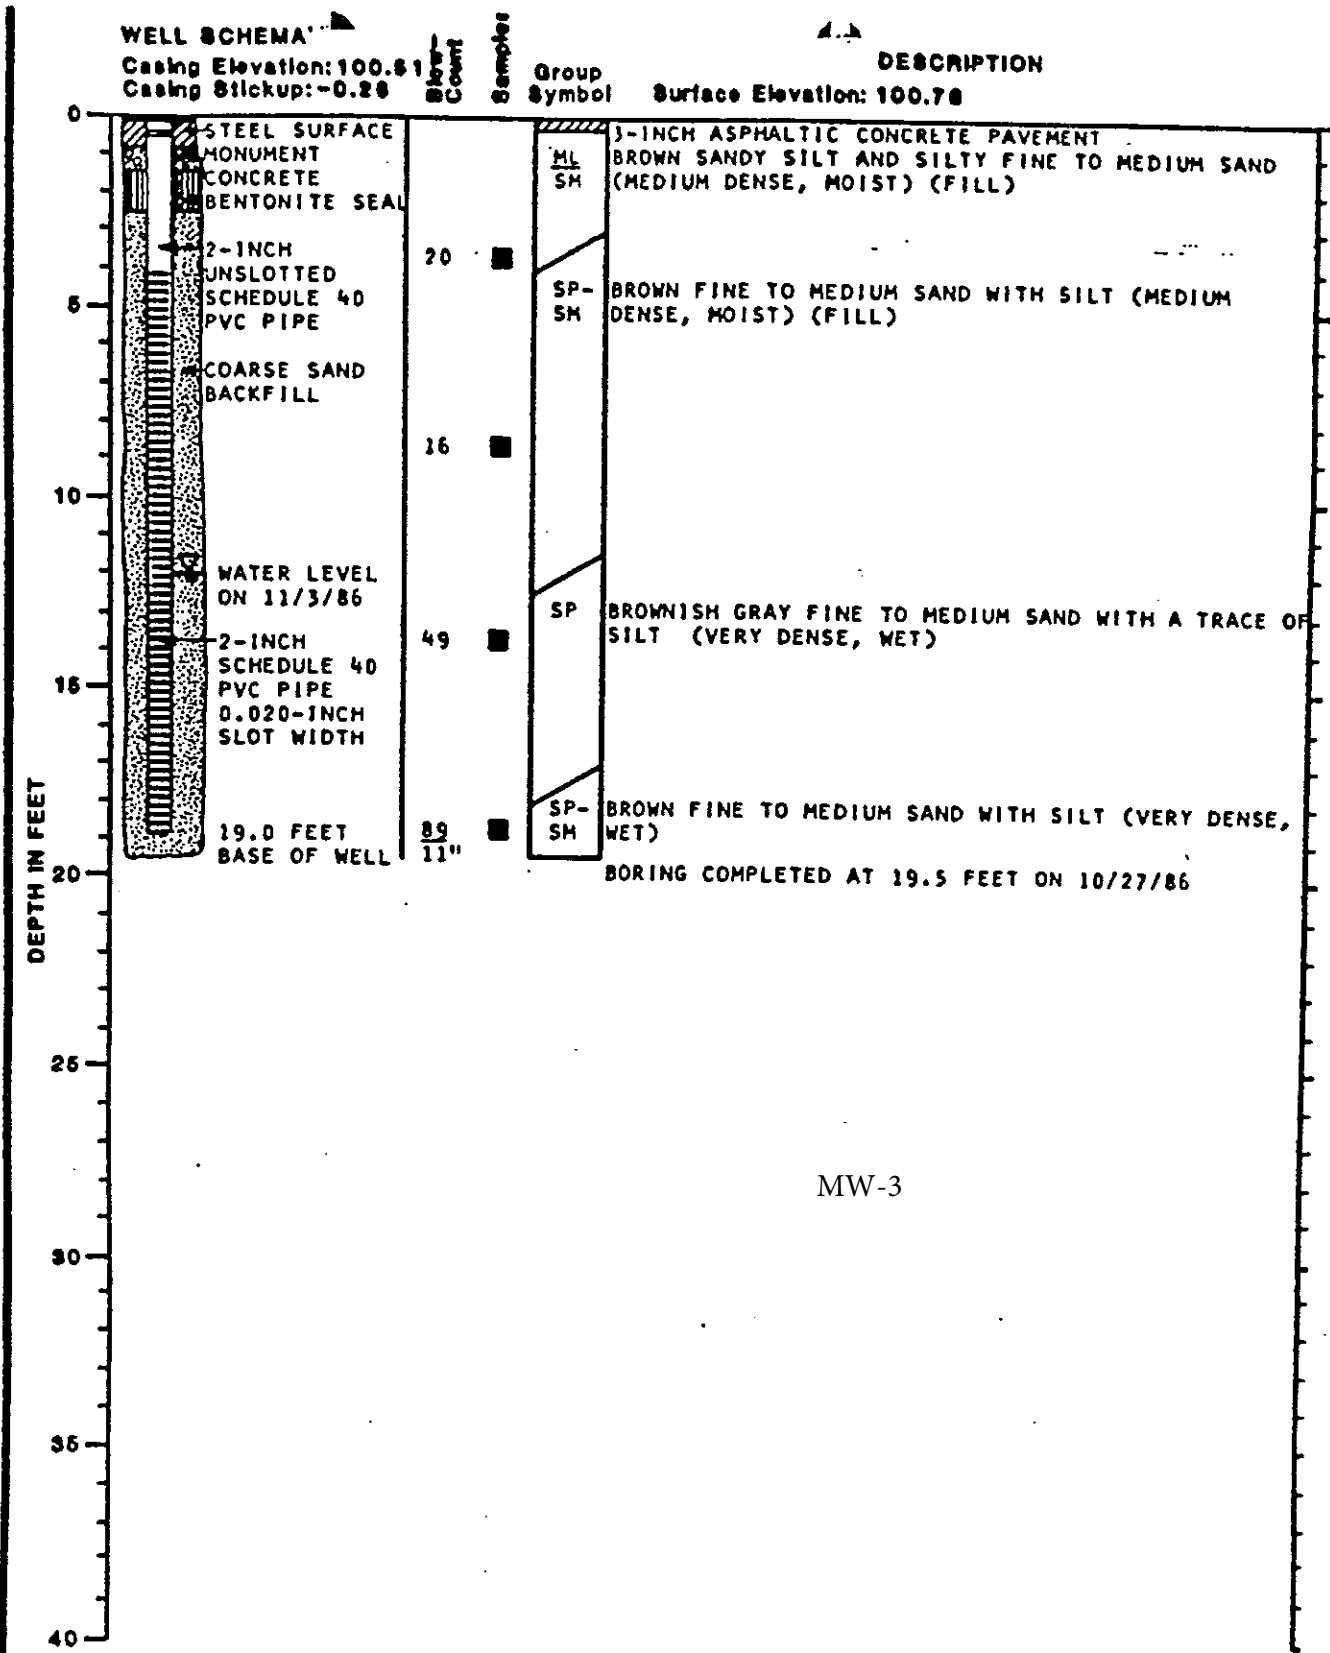 WELL SCHEMA
Casing Elevation: 100.51
Casing Stickup: -0.25
Blow-
Count
Samples
Group
Symbol
DESCRIPTION
Surface Elevation: 100.76
0
STEEL SURFACE
MONUMENT
CONCRETE
BENTONITE SEAL
2-INCH
UNSLOTTED
SCHEDULE 40
PVC PIPE
COARSE SAND
BACKFILL
WATER LEVEL
ON 11/3/86
2-INCH
SCHEDULE 40
PVC PIPE
0.020-INCH
SLOT WIDTH
19.0 FEET
BASE OF WELL
20
16
49
89
11"
ML
SM
3-INCH ASPHALTIC CONCRETE PAVEMENT
BROWN SANDY SILT AND SILTY FINE TO MEDIUM SAND
(MEDIUM DENSE, MOIST) (FILL)
SP-
SM
BROWN FINE TO MEDIUM SAND WITH SILT (MEDIUM
DENSE, MOIST) (FILL)
SP
BROWNISH GRAY FINE TO MEDIUM SAND WITH A TRACE OF
SILT (VERY DENSE, WET)
SP-
SM
BROWN FINE TO MEDIUM SAND WITH SILT (VERY DENSE,
WET)
BORING COMPLETED AT 19.5 FEET ON 10/27/86
5
10
15
20
25
30
35
40
DEPTH IN FEET
MW-3